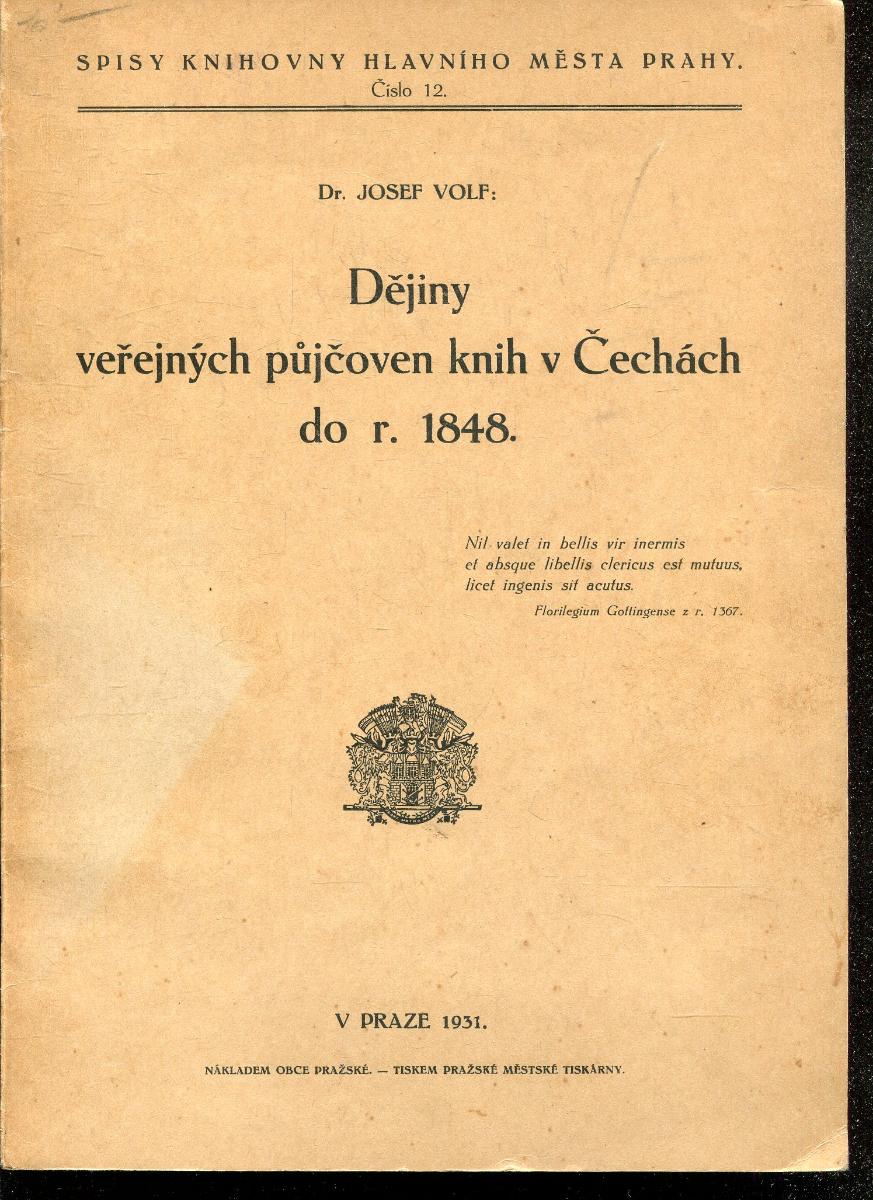 SPISY KNIHOVNY HLAVNÍHO MĚSTA PRAHY.
Číslo 12.
Dr. JOSEF VOLF:
Dějiny
veřejných půjčoven knih v Čechách
do r. 1848.
Nil valet in bellis vir inermis
et absque libellis clericus est mutuus,
licet ingenis sit acutus.
Florilegium Gottingense z r. 1367.
V PRAZE 1931.
NÁKLADEM OBCE PRAŽSKÉ. — TISKEM PRAŽSKÉ MĚSTSKÉ TISKÁRNY.